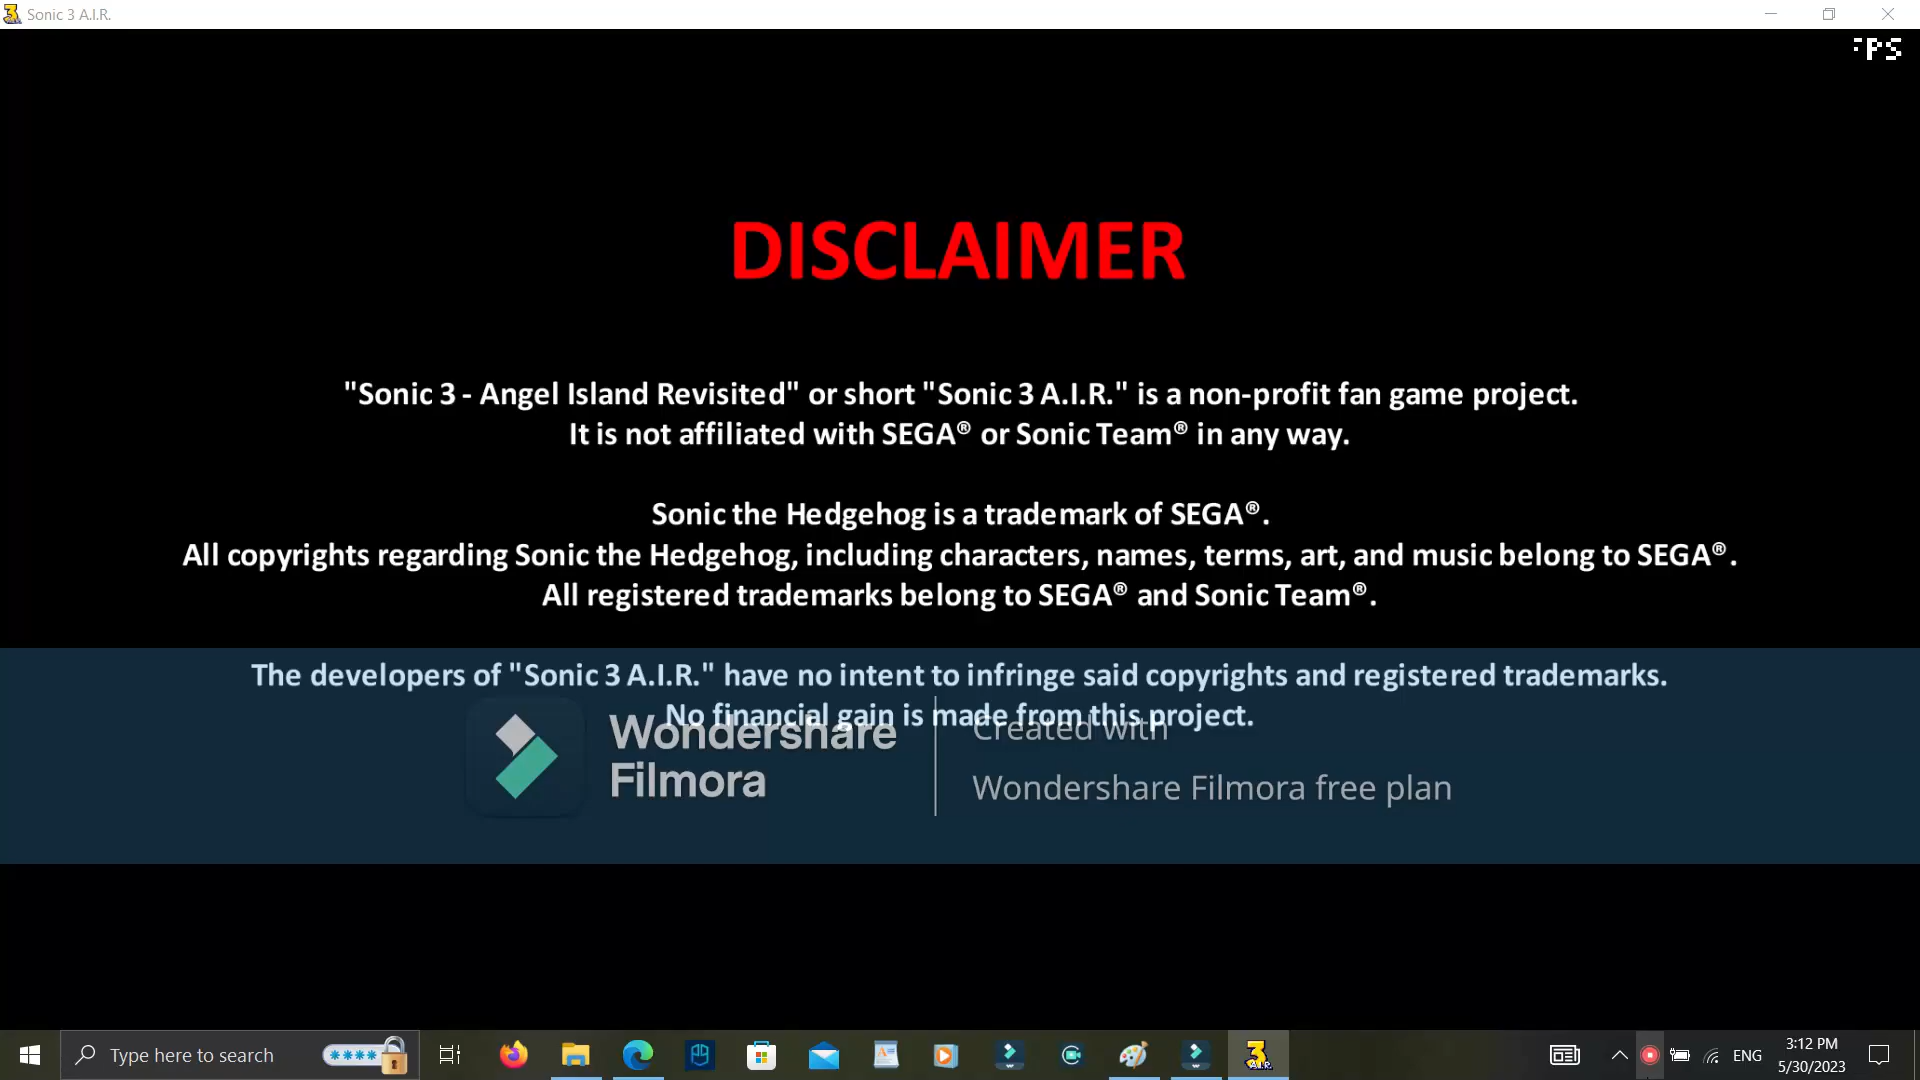 Sonic 3 A.I.R.
DISCLAIMER
"Sonic 3 - Angel Island Revisited" or short "Sonic 3 A.I.R." is a non-profit fan game project.
It is not affiliated with SEGA® or Sonic Team® in any way.
Sonic the Hedgehog is a trademark of SEGA®.
All copyrights regarding Sonic the Hedgehog, including characters, names, terms, art, and music belong to SEGA®.
All registered trademarks belong to SEGA® and Sonic Team®.
The developers of "Sonic 3 A.I.R." have no intent to infringe said copyrights and registered trademarks.
No financial gain is made from this project.
Wondershare
Filmora
Created with
Wondershare Filmora free plan
Type here to search
ENG
3:12 PM
5/30/2023